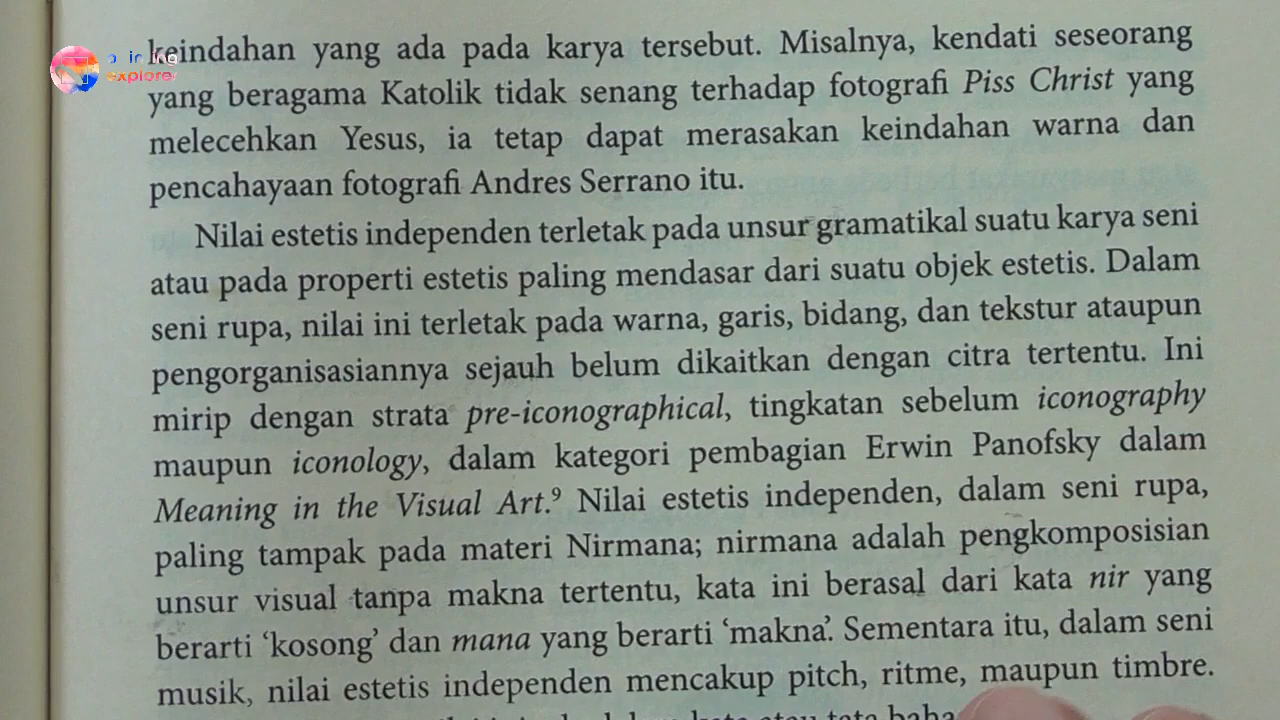 keindahan yang ada pada karya tersebut. Misalnya, kendati seseorang
yang beragama Katolik tidak senang terhadap fotografi Piss Christ yang
melecehkan Yesus, ia tetap dapat merasakan keindahan warna dan
pencahayaan fotografi Andres Serrano itu.
Nilai estetis independen terletak pada unsur gramatikal suatu karya seni
atau pada properti estetis paling mendasar dari suatu objek estetis. Dalam
seni rupa, nilai ini terletak pada warna, garis, bidang, dan tekstur ataupun
pengorganisasiannya sejauh belum dikaitkan dengan citra tertentu. Ini
mirip dengan strata pre-iconographical, tingkatan sebelum iconography
maupun iconology, dalam kategori pembagian Erwin Panofsky dalam
Meaning in the Visual Art.⁹ Nilai estetis independen, dalam seni rupa,
paling tampak pada materi Nirmana; nirmana adalah pengkomposisian
unsur visual tanpa makna tertentu, kata ini berasal dari kata nir yang
berarti ‘kosong’ dan mana yang berarti ‘makna’. Sementara itu, dalam seni
musik, nilai estetis independen mencakup pitch, ritme, maupun timbre.
explorer